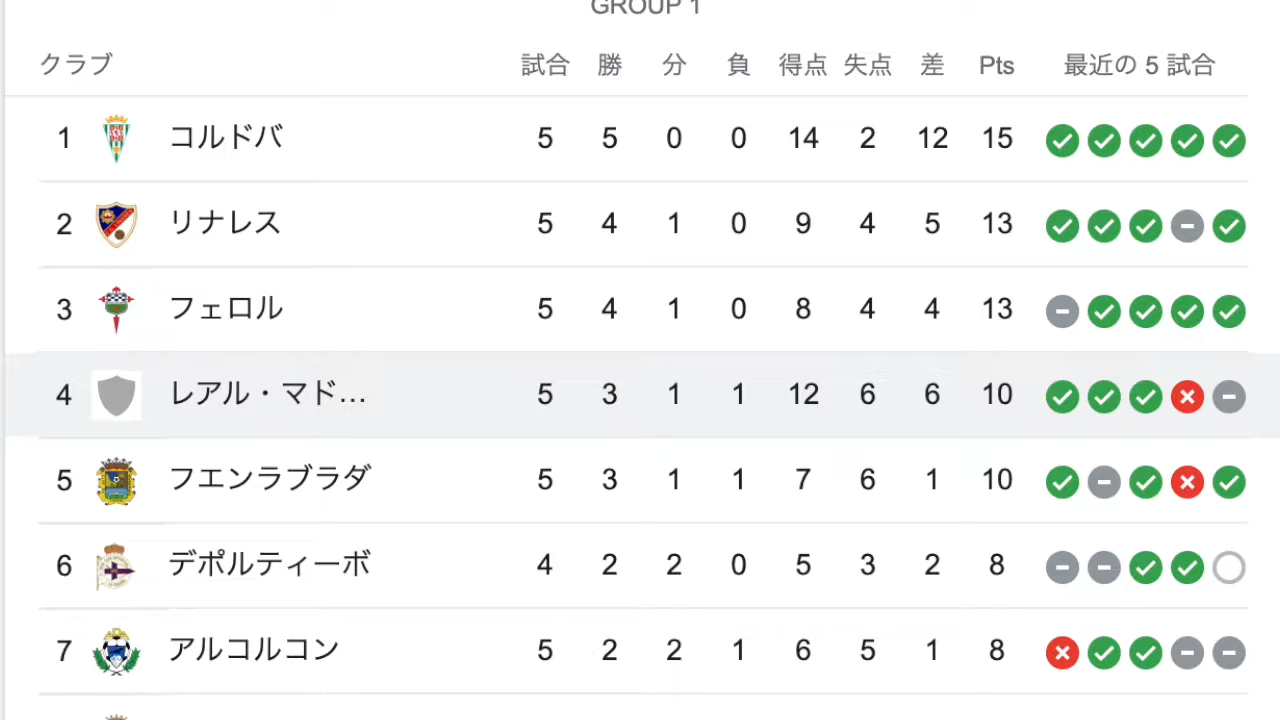 GROUP 1
クラブ 試合 勝 分 負 得点 失点 差 Pts 最近の 5 試合
1 コルドバ 5 5 0 0 14 2 12 15
2 リナレス 5 4 1 0 9 4 5 13
3 フェロル 5 4 1 0 8 4 4 13
4 レアル・マド... 5 3 1 1 12 6 6 10
5 フエンラブラダ 5 3 1 1 7 6 1 10
6 デポルティーボ 4 2 2 0 5 3 2 8
7 アルコルコン 5 2 2 1 6 5 1 8